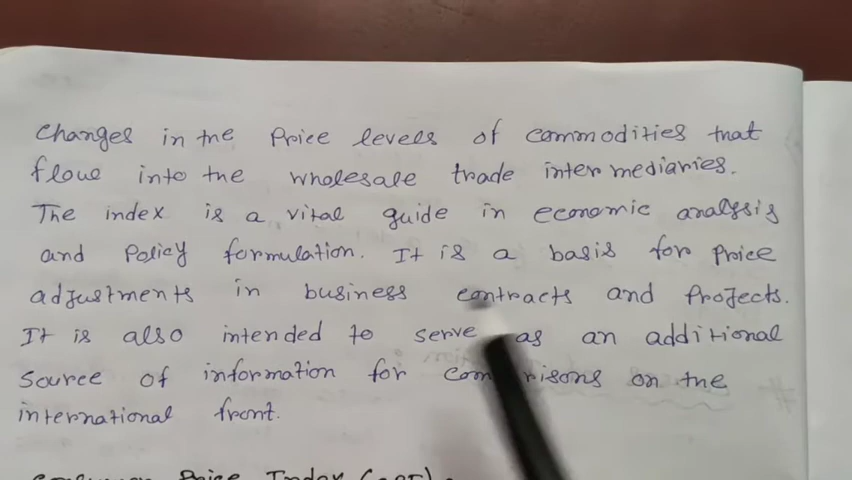 Changes in the Price levels of commodities that
flow into the wholesale trade intermediaries.
The index is a vital guide in economic analysis
and Policy formulation. It is a basis for Price
adjustments in business contracts and Projects.
It is also intended to serve as an additional
Source of information for comparisons on the
international front.
Price Index